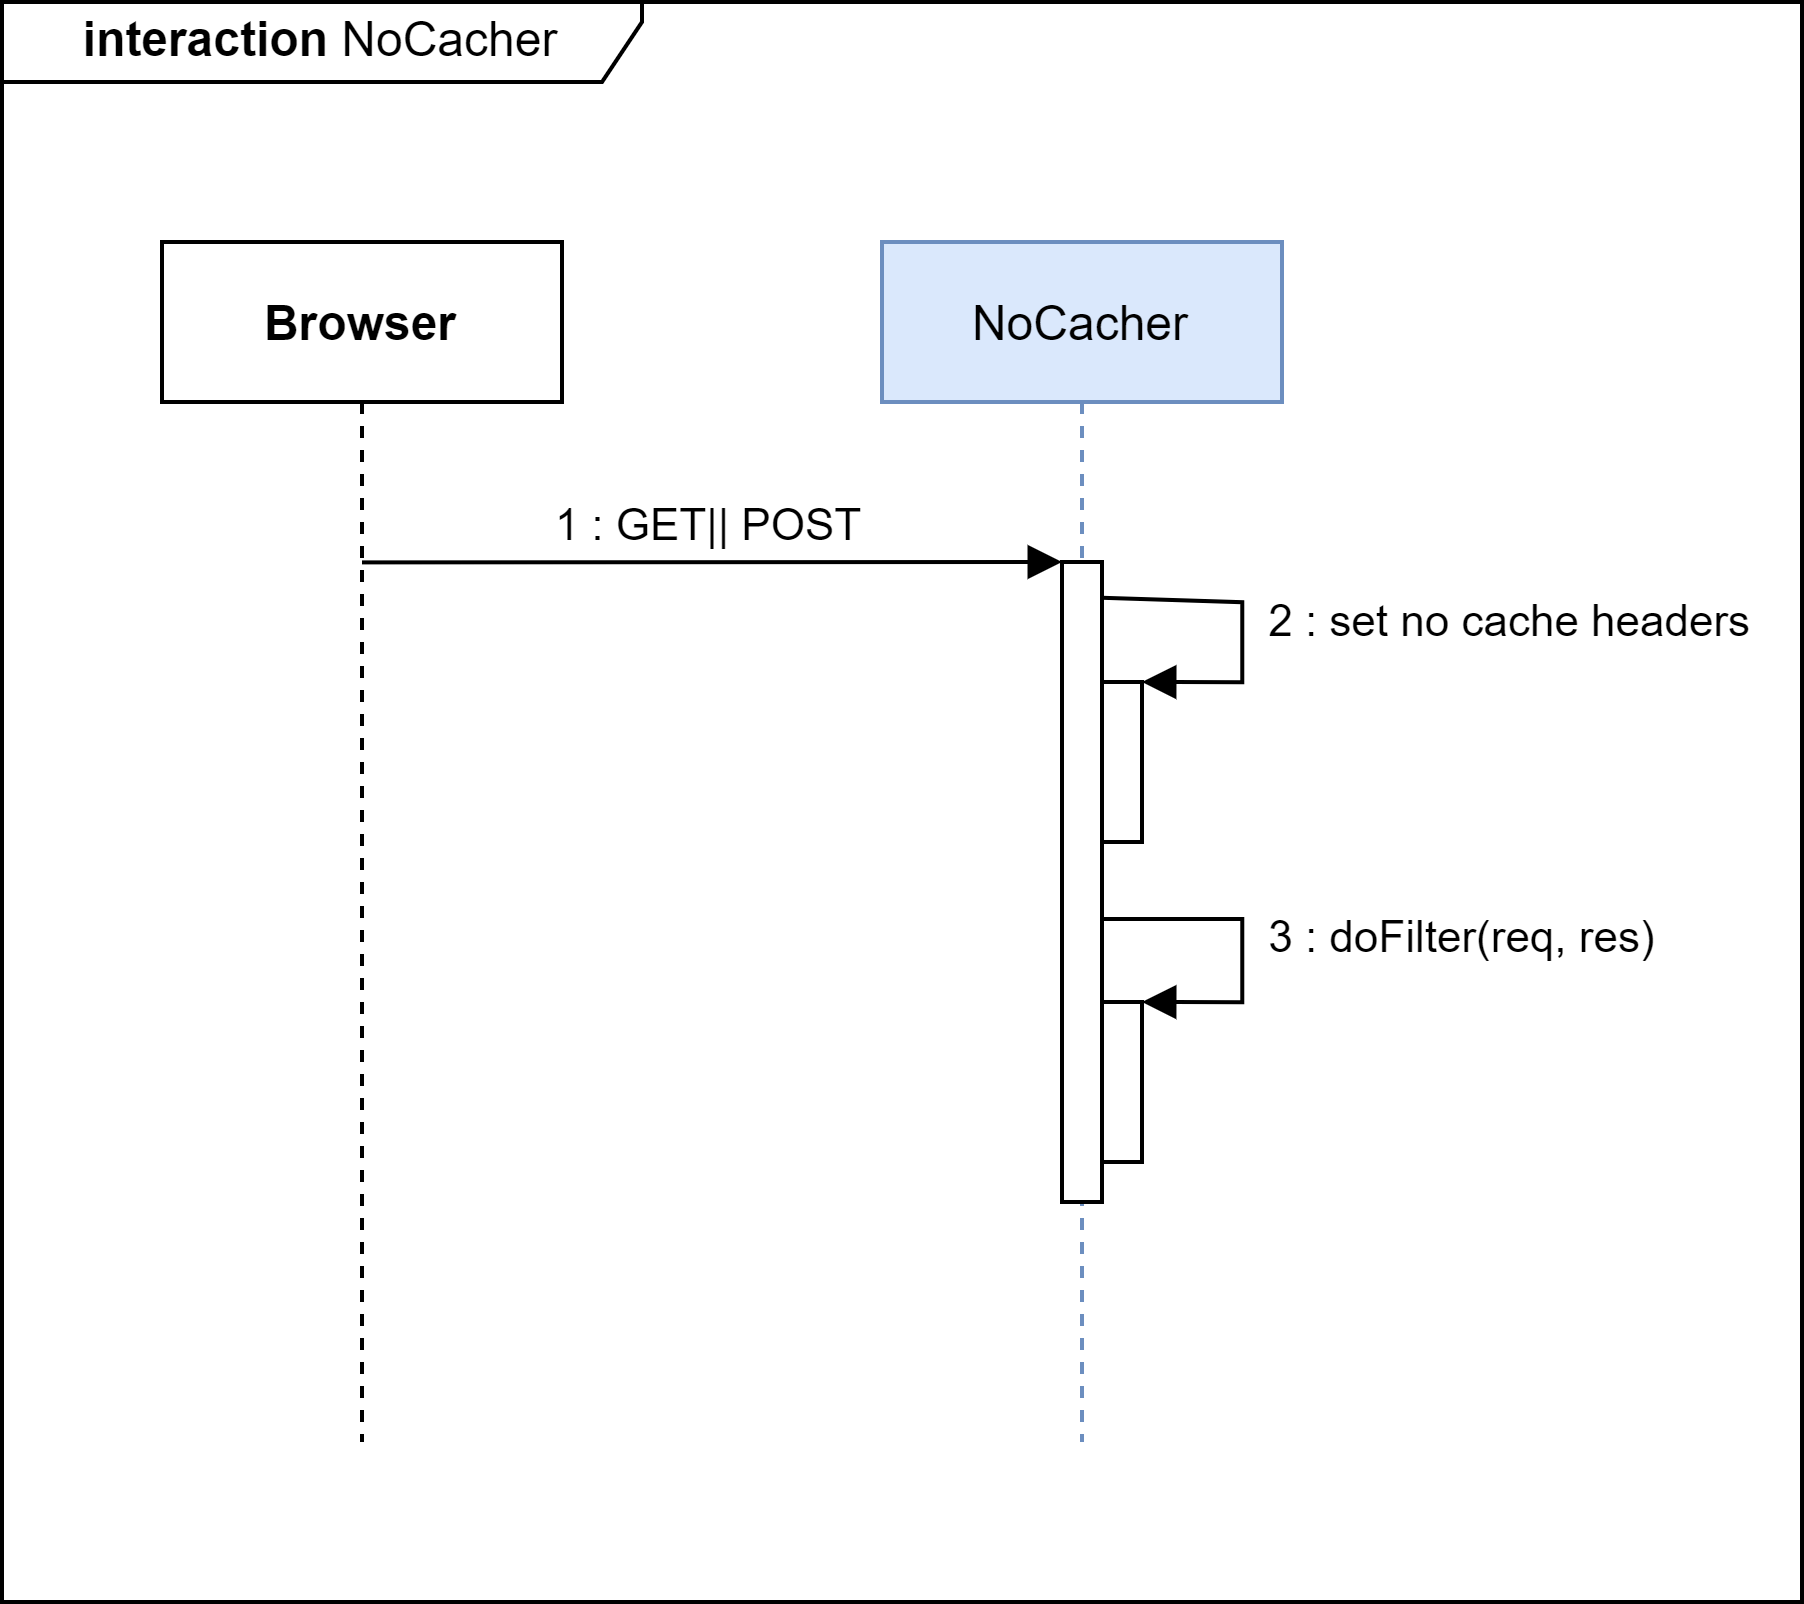 interaction NoCacher
Browser
NoCacher
1 : GET|| POST
2 : set no cache headers
3 : doFilter(req, res)